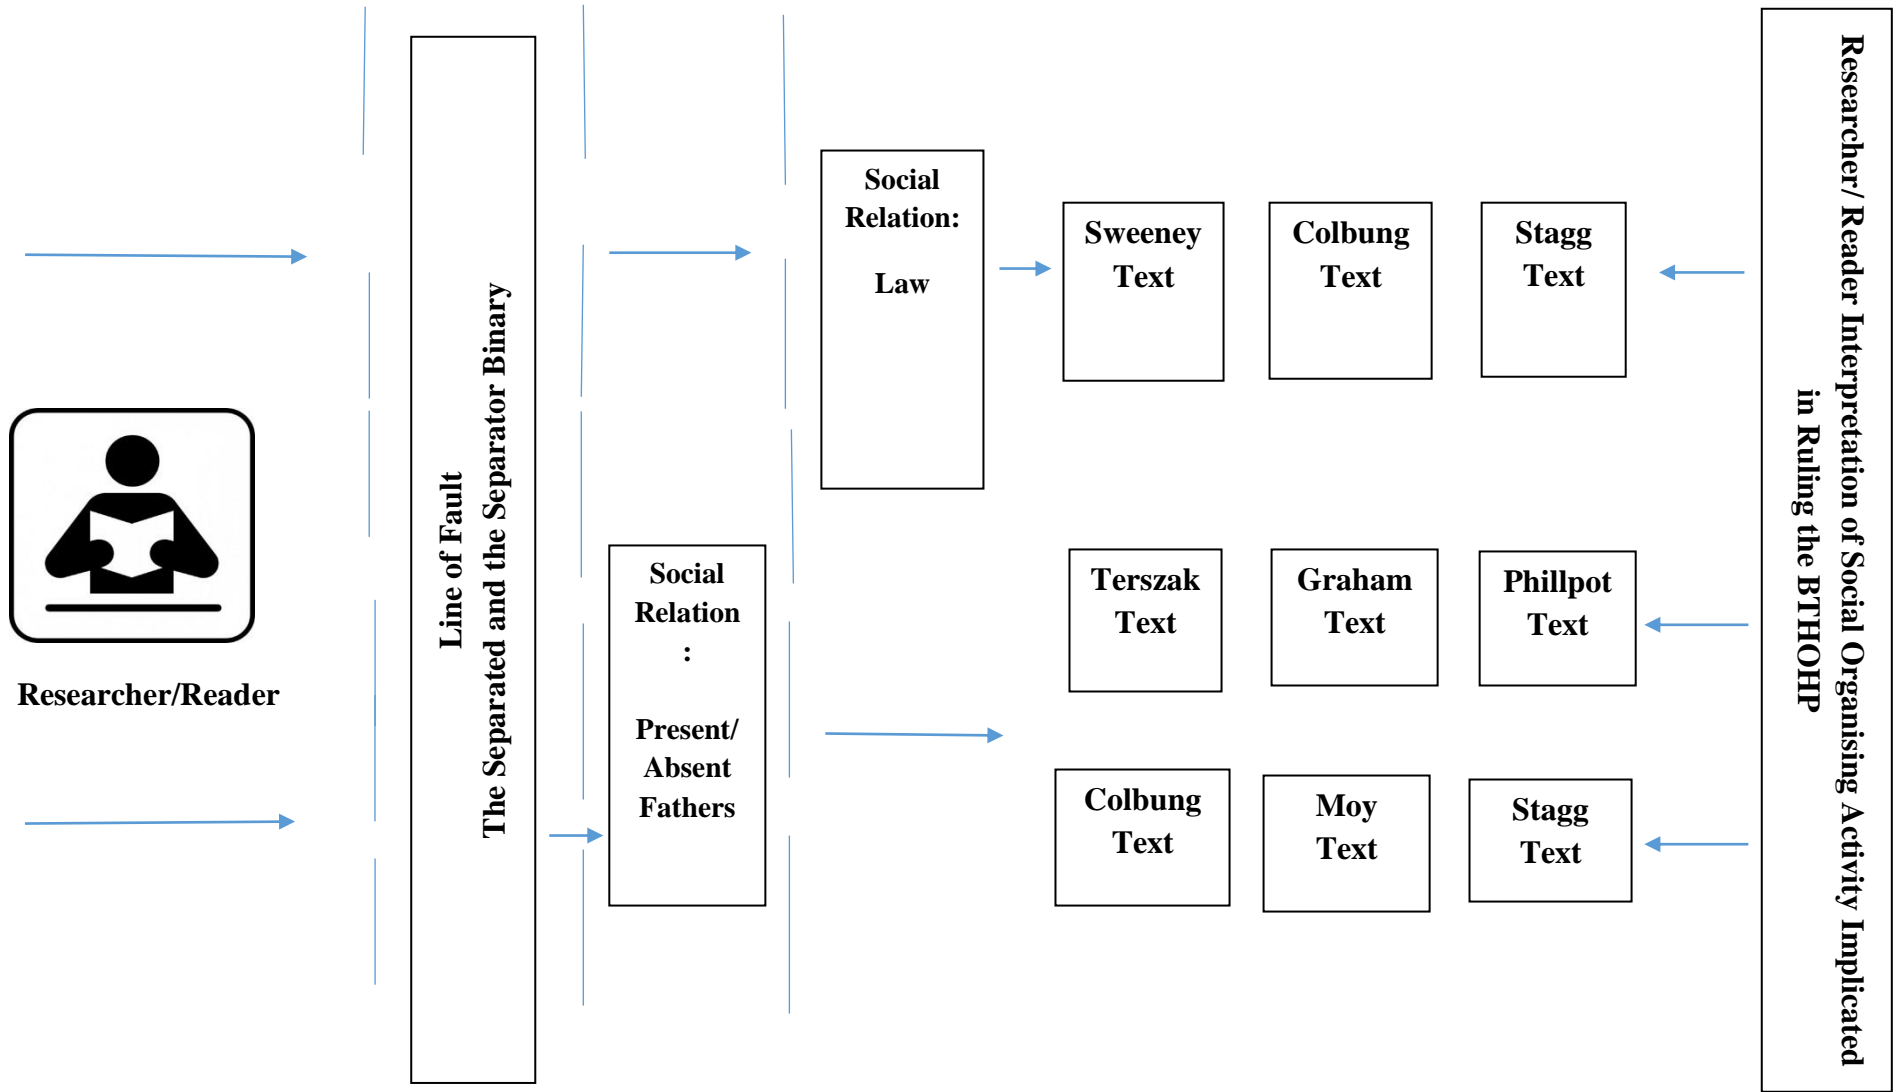 Researcher/Reader
Line of Fault
The Separated and the Separator Binary
Social
Relation
:
Present/
Absent
Fathers
Social
Relation:
Law
Sweeney
Text
Colbung
Text
Stagg
Text
Terszak
Text
Graham
Text
Phillpot
Text
Colbung
Text
Moy
Text
Stagg
Text
Researcher/ Reader Interpretation of Social Organising Activity Implicated
in Ruling the BTHOHP